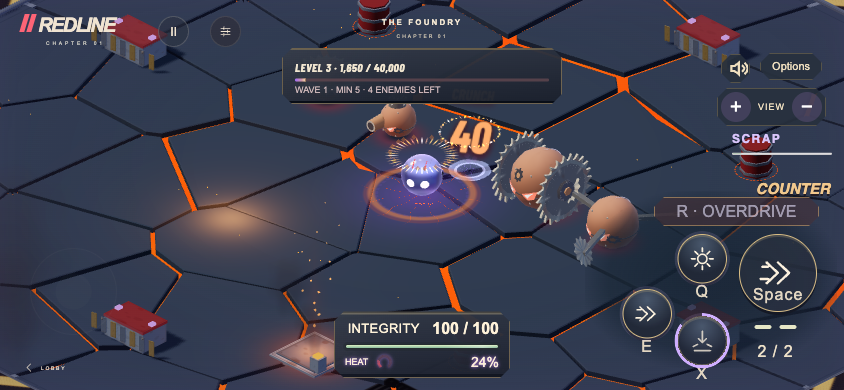 REDLINE
CHAPTER 01
THE FOUNDRY
CHAPTER 01
LEVEL 3 · 1,650 / 40,000
WAVE 1 · MIN 5 · 4 ENEMIES LEFT
Options
+ VIEW −
SCRAP
40
COUNTER
R · OVERDRIVE
Q
Space
E
X
2 / 2
INTEGRITY 100 / 100
HEAT 24%
LOBBY